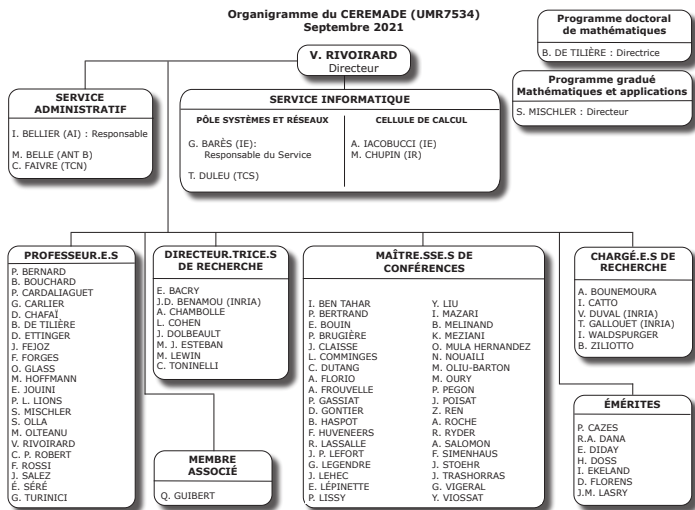 Organigramme du CEREMADE (UMR7534)
Septembre 2021
V. RIVOIRARD
Directeur
Programme doctoral
de mathématiques
B. DE TILIÈRE : Directrice
Programme gradué
Mathématiques et applications
S. MISCHLER : Directeur
SERVICE
ADMINISTRATIF
I. BELLIER (AI) : Responsable
M. BELLE (ANT B)
C. FAIVRE (TCN)
SERVICE INFORMATIQUE
PÔLE SYSTÈMES ET RÉSEAUX
G. BARÈS (IE):
Responsable du Service
T. DULEU (TCS)
CELLULE DE CALCUL
A. IACOBUCCI (IE)
M. CHUPIN (IR)
PROFESSEUR.E.S
P. BERNARD
B. BOUCHARD
P. CARDALIAGUET
G. CARLIER
D. CHAFAÏ
B. DE TILIÈRE
D. ETTINGER
J. FEJOZ
F. FORGES
O. GLASS
M. HOFFMANN
E. JOUINI
P. L. LIONS
S. MISCHLER
S. OLLA
M. OLTEANU
V. RIVOIRARD
C. P. ROBERT
F. ROSSI
J. SALEZ
É. SÉRÉ
G. TURINICI
DIRECTEUR.TRICE.S
DE RECHERCHE
E. BACRY
J.D. BENAMOU (INRIA)
A. CHAMBOLLE
L. COHEN
J. DOLBEAULT
M. J. ESTEBAN
M. LEWIN
C. TONINELLI
MEMBRE
ASSOCIÉ
Q. GUIBERT
MAÎTRE.SSE.S DE
CONFÉRENCES
I. BEN TAHAR
P. BERTRAND
E. BOUIN
P. BRUGIÈRE
J. CLAISSE
L. COMMINGES
C. DUTANG
A. FLORIO
A. FROUVELLE
P. GASSIAT
D. GONTIER
B. HASPOT
F. HUVENEERS
R. LASSALLE
J. P. LEFORT
G. LEGENDRE
J. LEHEC
E. LÉPINETTE
P. LISSY
Y. LIU
I. MAZARI
B. MELINAND
K. MEZIANI
O. MULA HERNANDEZ
N. NOUAILI
M. OLIU-BARTON
M. OURY
P. PEGON
J. POISAT
Z. REN
A. ROCHE
R. RYDER
A. SALOMON
F. SIMENHAUS
J. STOEHR
J. TRASHORRAS
G. VIGERAL
Y. VIOSSAT
CHARGÉ.E.S DE
RECHERCHE
A. BOUNEMOURA
I. CATTO
V. DUVAL (INRIA)
T. GALLOUET (INRIA)
I. WALDSPURGER
B. ZILIOTTO
ÉMÉRITES
P. CAZES
R.A. DANA
E. DIDAY
H. DOSS
I. EKELAND
D. FLORENS
J.M. LASRY